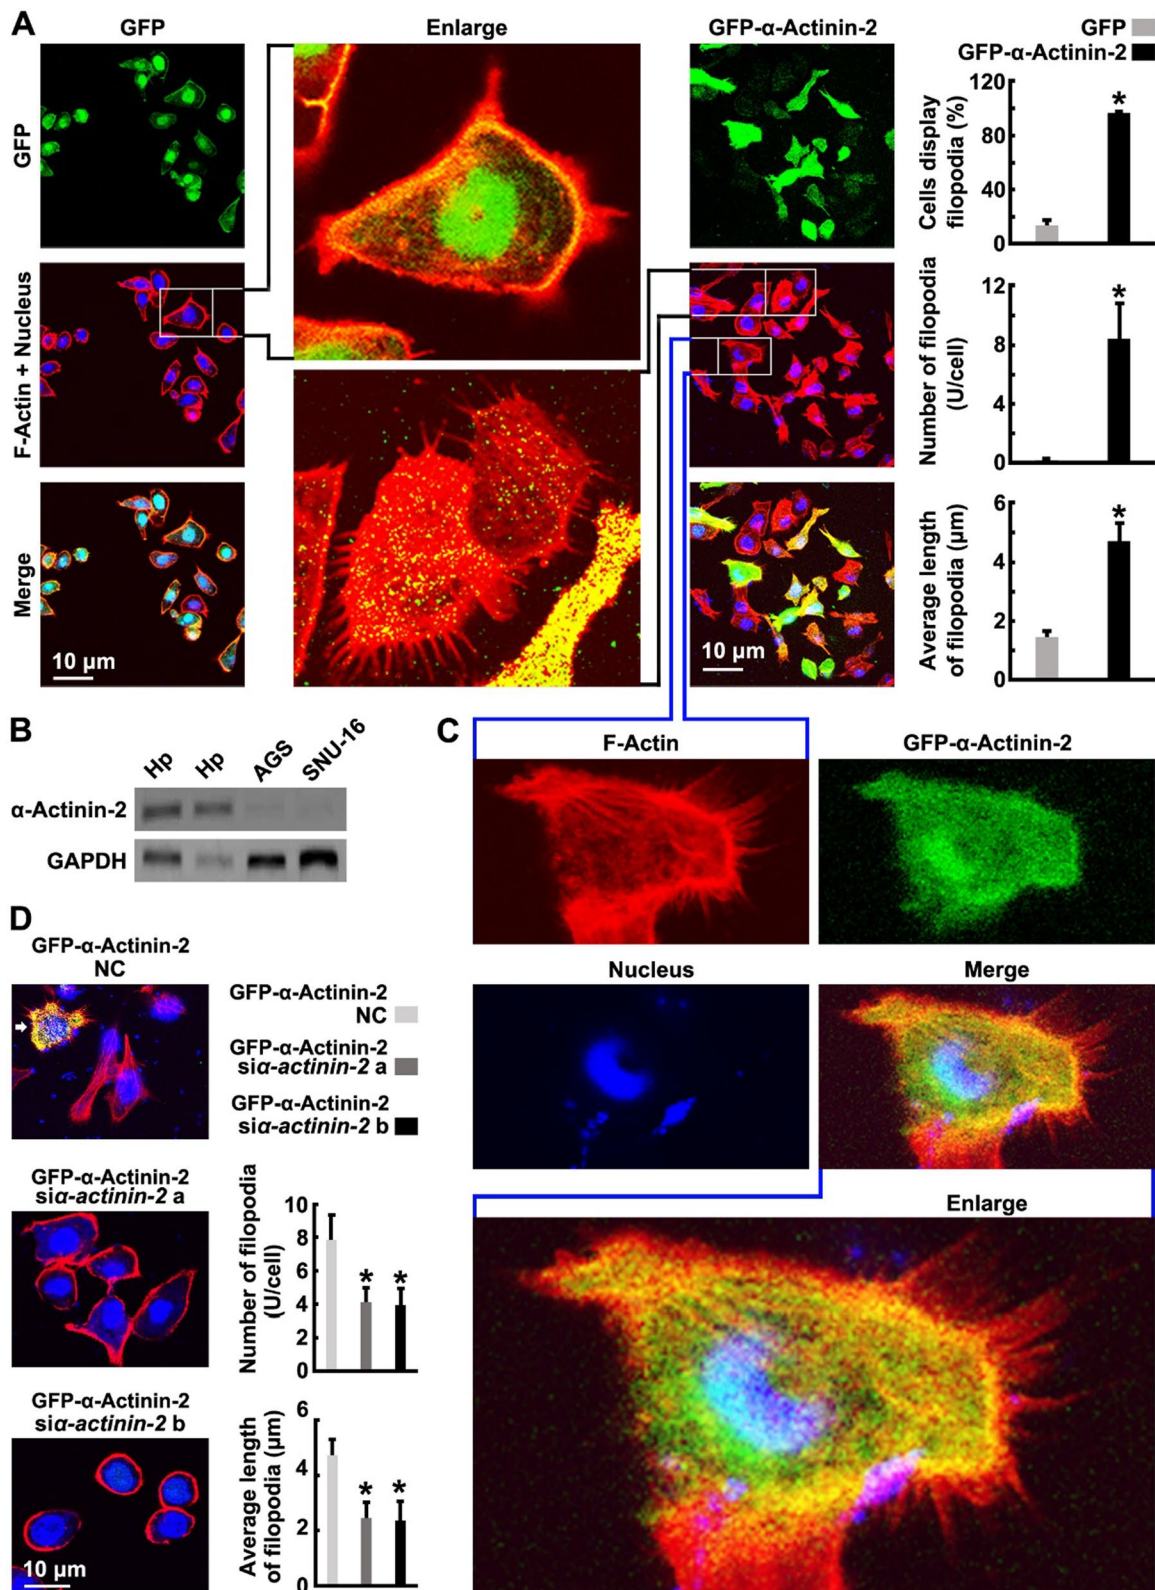 A
GFP
Enlarge
GFP-α-Actinin-2
GFP
GFP-α-Actinin-2
GFP
F-Actin + Nucleus
Merge
10 µm
10 µm
Cells display
filopodia (%)
120
80
40
0
*
Number of filopodia
(U/cell)
12
8
4
0
*
Average length
of filopodia (µm)
6
4
2
0
*
B
Hp
Hp
AGS
SNU-16
α-Actinin-2
GAPDH
C
F-Actin
GFP-α-Actinin-2
Nucleus
Merge
Enlarge
D
GFP-α-Actinin-2
NC
GFP-α-Actinin-2
NC
GFP-α-Actinin-2
siα-actinin-2 a
GFP-α-Actinin-2
siα-actinin-2 b
GFP-α-Actinin-2
siα-actinin-2 a
Number of filopodia
(U/cell)
10
8
6
4
2
0
* *
GFP-α-Actinin-2
siα-actinin-2 b
10 µm
Average length
of filopodia (µm)
6
4
2
0
* *